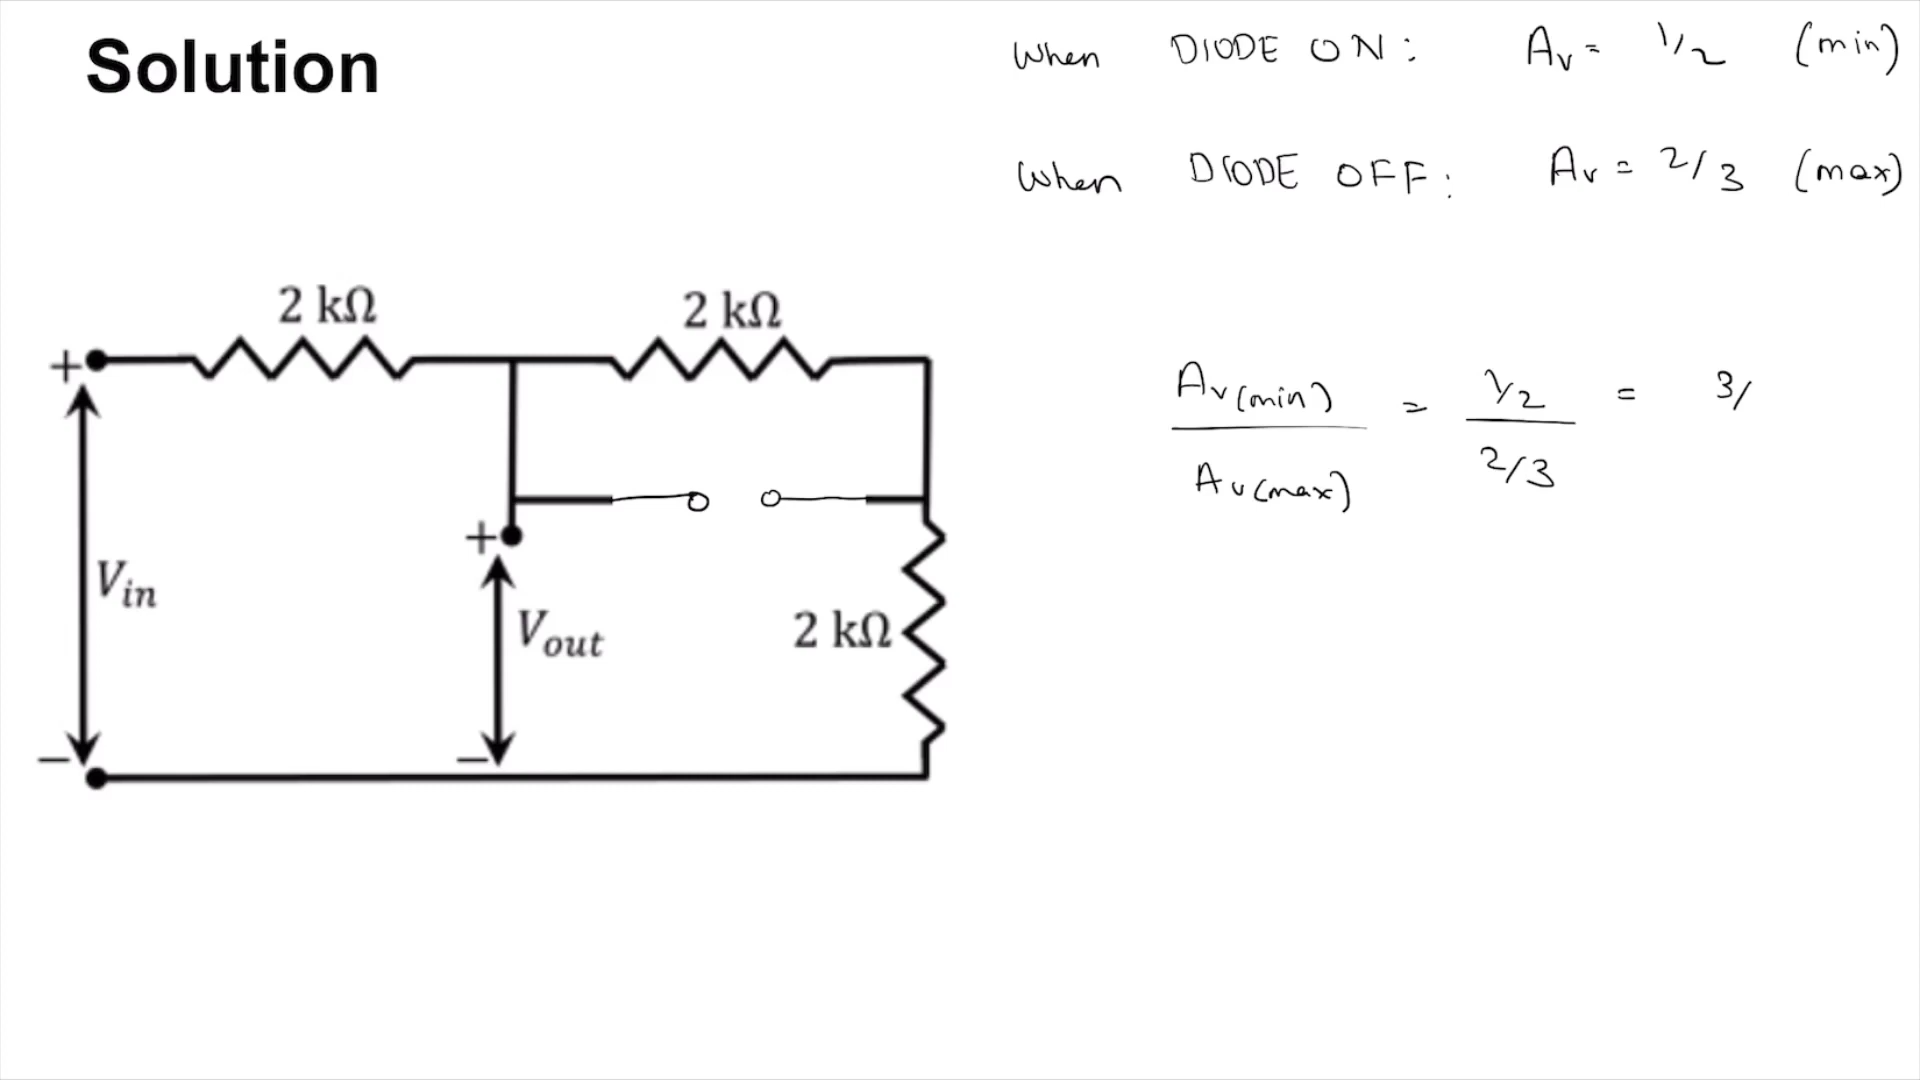 Solution
When DIODE ON: Av = 1/2 (min)
When DIODE OFF: Av = 2/3 (max)
2 kΩ
2 kΩ
+
Av(min) = 1/2 = 3/
Av(max) 2/3
+
Vin
Vout
2 kΩ
−
−